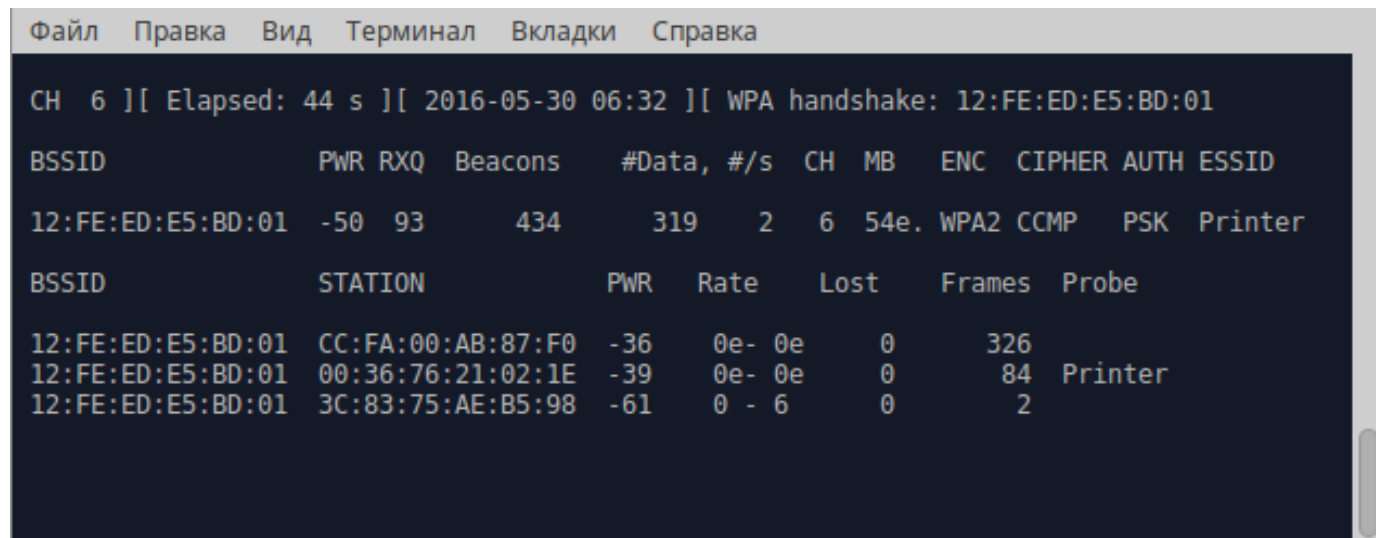 Файл Правка Вид Терминал Вкладки Справка
CH 6 ][ Elapsed: 44 s ][ 2016-05-30 06:32 ][ WPA handshake: 12:FE:ED:E5:BD:01
BSSID PWR RXQ Beacons #Data, #/s CH MB ENC CIPHER AUTH ESSID
12:FE:ED:E5:BD:01 -50 93 434 319 2 6 54e. WPA2 CCMP PSK Printer
BSSID STATION PWR Rate Lost Frames Probe
12:FE:ED:E5:BD:01 CC:FA:00:AB:87:F0 -36 0e- 0e 0 326
12:FE:ED:E5:BD:01 00:36:76:21:02:1E -39 0e- 0e 0 84 Printer
12:FE:ED:E5:BD:01 3C:83:75:AE:B5:98 -61 0 - 6 0 2